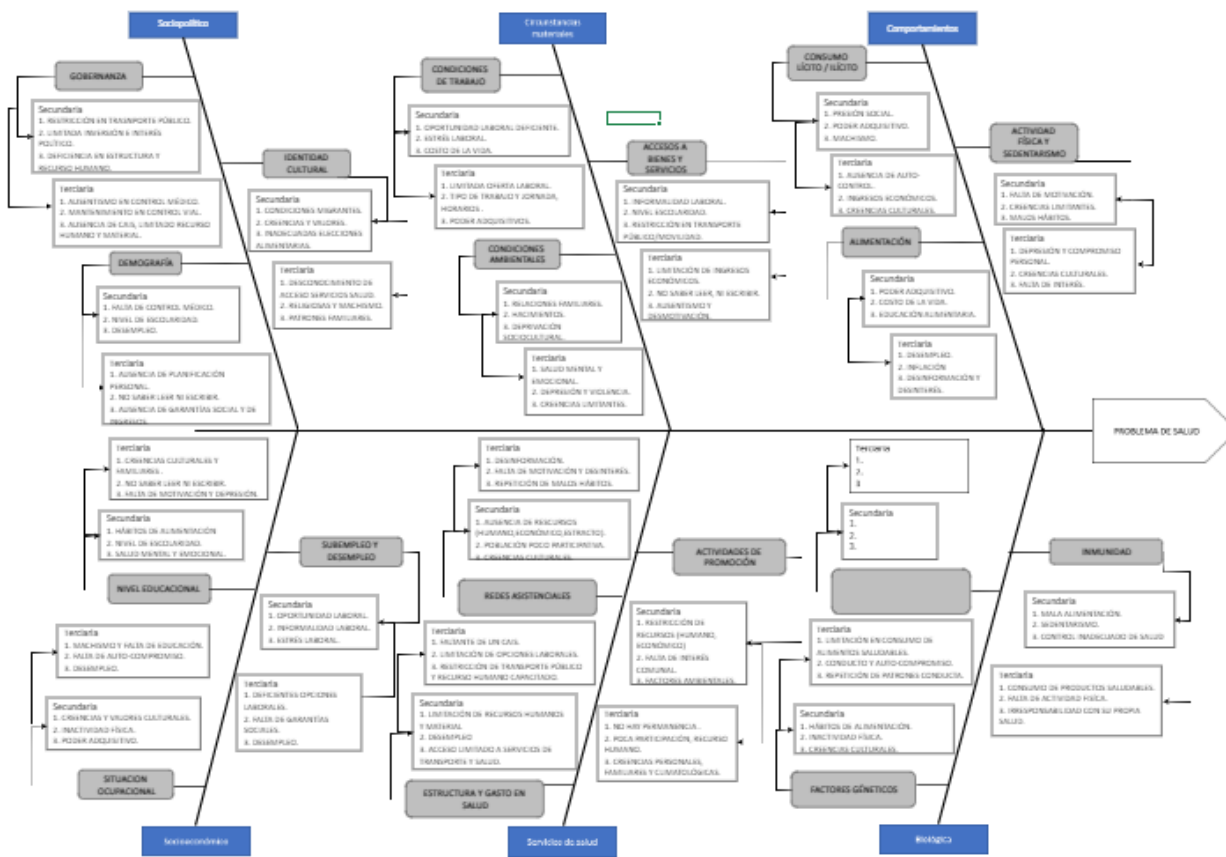 Sociopolítico
Circunstancias
materiales
Comportamientos
GOBERNANZA
Secundaria
1. RESTRICCIÓN EN TRASNPORTE PÚBLICO.
2. LIMITADA INVERSIÓN E INTERÉS
POLÍTICO.
3. DEFICIENCIA EN ESTRUCTURA Y
RECURSO HUMANO.
Terciaria
1. AUSENTISMO EN CONTROL MÉDICO.
2. MANTENIMIENTO EN CONTROL VIAL.
3. AUSENCIA DE CAIS, LIMITADO RECURSO
HUMANO Y MATERIAL.
IDENTIDAD
CULTURAL
Secundaria
1. CONDICIONES MIGRANTES.
2. CREENCIAS Y VALORES.
3. INADECUADAS ELECCIONES
ALIMENTARIAS.
Terciaria
1. DESCONOCIMIENTO DE
ACCESO SERVICIOS SALUD.
2. RELIGIOSAS Y MACHISMO.
3. PATRONES FAMILIARES.
DEMOGRAFÍA
Secundaria
1. FALTA DE CONTROL MÉDICO.
2. NIVEL DE ESCOLARIDAD.
3. DESEMPLEO.
Terciaria
1. AUSENCIA DE PLANIFICACIÓN
PERSONAL.
2. NO SABER LEER NI ESCRIBIR.
3. AUSENCIA DE GARANTÍAS SOCIAL Y DE
INGRESOS.
CONDICIONES
DE TRABAJO
Secundaria
1. OPORTUNIDAD LABORAL DEFICIENTE.
2. ESTRÉS LABORAL.
3. COSTO DE LA VIDA.
Terciaria
1. LIMITADA OFERTA LABORAL.
2. TIPO DE TRABAJO Y JORNADA,
HORARIOS .
3. PODER ADQUISITIVOS.
ACCESOS A
BIENES Y
SERVICIOS
Secundaria
1. INFORMALIDAD LABORAL.
2. NIVEL ESCOLARIDAD.
3. RESTRICCIÓN EN TRANSPORTE
PÚBLICO/MOVILIDAD.
Terciaria
1. LIMITACIÓN DE INGRESOS
ECONÓMICOS.
2. NO SABER LEER, NI ESCRIBIR.
3. AUSENTISMO Y
DESMOTIVACIÓN.
CONDICIONES
AMBIENTALES
Secundaria
1. RELACIONES FAMILIARES.
2. HACIMIENTOS.
3. DEPRIVACIÓN
SOCIOCULTURAL.
Terciaria
1. SALUD MENTAL Y
EMOCIONAL.
2. DEPRESIÓN Y VIOLENCIA.
3. CREENCIAS LIMITANTES.
CONSUMO
LÍCITO / ILÍCITO
Secundaria
1. PRESIÓN SOCIAL.
2. PODER ADQUISITIVO.
3. MACHISMO.
Terciaria
1. AUSENCIA DE AUTO-
CONTROL.
2. INGRESOS ECONÓMICOS.
3. CREENCIAS CULTURALES.
ACTIVIDAD
FÍSICA Y
SEDENTARISMO
Secundaria
1. FALTA DE MOTIVACIÓN.
2. CREENCIAS LIMITANTES.
3. MALOS HÁBITOS.
Terciaria
1. DEPRESIÓN Y COMPROMISO
PERSONAL.
2. CREENCIAS CULTURALES.
3. FALTA DE INTERÉS.
ALIMENTACIÓN
Secundaria
1. PODER ADQUISITIVO.
2. COSTO DE LA VIDA.
3. EDUCACIÓN ALIMENTARIA.
Terciaria
1. DESEMPLEO.
2. INFLACIÓN
3. DESINFORMACIÓN Y
DESINTERÉS.
PROBLEMA DE SALUD
Terciaria
1. CREENCIAS CULTURALES Y
FAMILIARES .
2. NO SABER LEER NI ESCRIBIR.
3. FALTA DE MOTIVACIÓN Y DEPRESIÓN.
Secundaria
1. HÁBITOS DE ALIMENTACIÓN
2. NIVEL DE ESCOLARIDAD.
3. SALUD MENTAL Y EMOCIONAL.
NIVEL EDUCACIONAL
SUBEMPLEO Y
DESEMPLEO
Secundaria
1. OPORTUNIDAD LABORAL.
2. INFORMALIDAD LABORAL.
3. ESTRÉS LABORAL.
Terciaria
1. DEFICIENTES OPCIONES
LABORALES.
2. FALTA DE GARANTÍAS
SOCIALES.
3. DESEMPLEO.
Terciaria
1. MACHISMO Y FALTA DE EDUCACIÓN.
2. FALTA DE AUTO-COMPROMISO.
3. DESEMPLEO.
Secundaria
1. CREENCIAS Y VALORES CULTURALES.
2. INACTIVIDAD FÍSICA.
3. PODER ADQUISITIVO.
SITUACION
OCUPACIONAL
Terciaria
1. DESINFORMACIÓN.
2. FALTA DE MOTIVACIÓN Y DESINTERÉS.
3. REPETICIÓN DE MALOS HÁBITOS.
Secundaria
1. AUSENCIA DE RESCURSOS
(HUMANO,ECONÓMICO,ESTRACTO).
2. POBLACIÓN POCO PARTICIPATIVA.
3. CREENCIAS CULTURALES.
REDES ASISTENCIALES
ACTIVIDADES DE
PROMOCIÓN
Secundaria
1. RESTRICCIÓN DE
RECURSOS (HUMANO,
ECONÓMICO)
2. FALTA DE INTERÉS
COMUNAL.
3. FACTORES AMBIENTALES.
Terciaria
1. NO HAY PERMANENCIA .
2. POCA PARTICIPACIÓN, RECURSO
HUMANO.
3. CREENCIAS PERSONALES,
FAMILIARES Y CLIMATOLÓGICAS.
Terciaria
1. FALTANTE DE UN CAIS.
2. LIMITACIÓN DE OPCIONES LABORALES.
3. RESTRICCIÓN DE TRANSPORTE PÚBLICO
Y RECURSO HUMANO CAPACITADO.
Secundaria
1. LIMITACIÓN DE RECURSOS HUMANOS
Y MATERIAL
2. DESEMPLEO
3. ACCESO LIMITADO A SERVICIOS DE
TRANSPORTE Y SALUD.
ESTRUCTURA Y GASTO EN
SALUD
Terciaria
1.
2.
3
Secundaria
1.
2.
3.
INMUNIDAD
Secundaria
1. MALA ALIMENTACIÓN.
2. SEDENTARISMO.
3. CONTROL INADECUADO DE SALUD
Terciaria
1. CONSUMO DE PRODUCTOS SALUDABLES.
2. FALTA DE ACTIVIDAD FÍSICA.
3. IRRESPONSABILIDAD CON SU PROPIA
SALUD.
Terciaria
1. LIMITACIÓN EN CONSUMO DE
ALIMENTOS SALUDABLES.
2. CONDUCTO Y AUTO-COMPROMISO.
3. REPETICIÓN DE PATRONES CONDUCTA.
Secundaria
1. HÁBITOS DE ALIMENTACIÓN.
2. INACTIVIDAD FÍSICA.
3. CREENCIAS CULTURALES.
FACTORES GÉNETICOS
Socioeconómico
Servicios de salud
Biológica